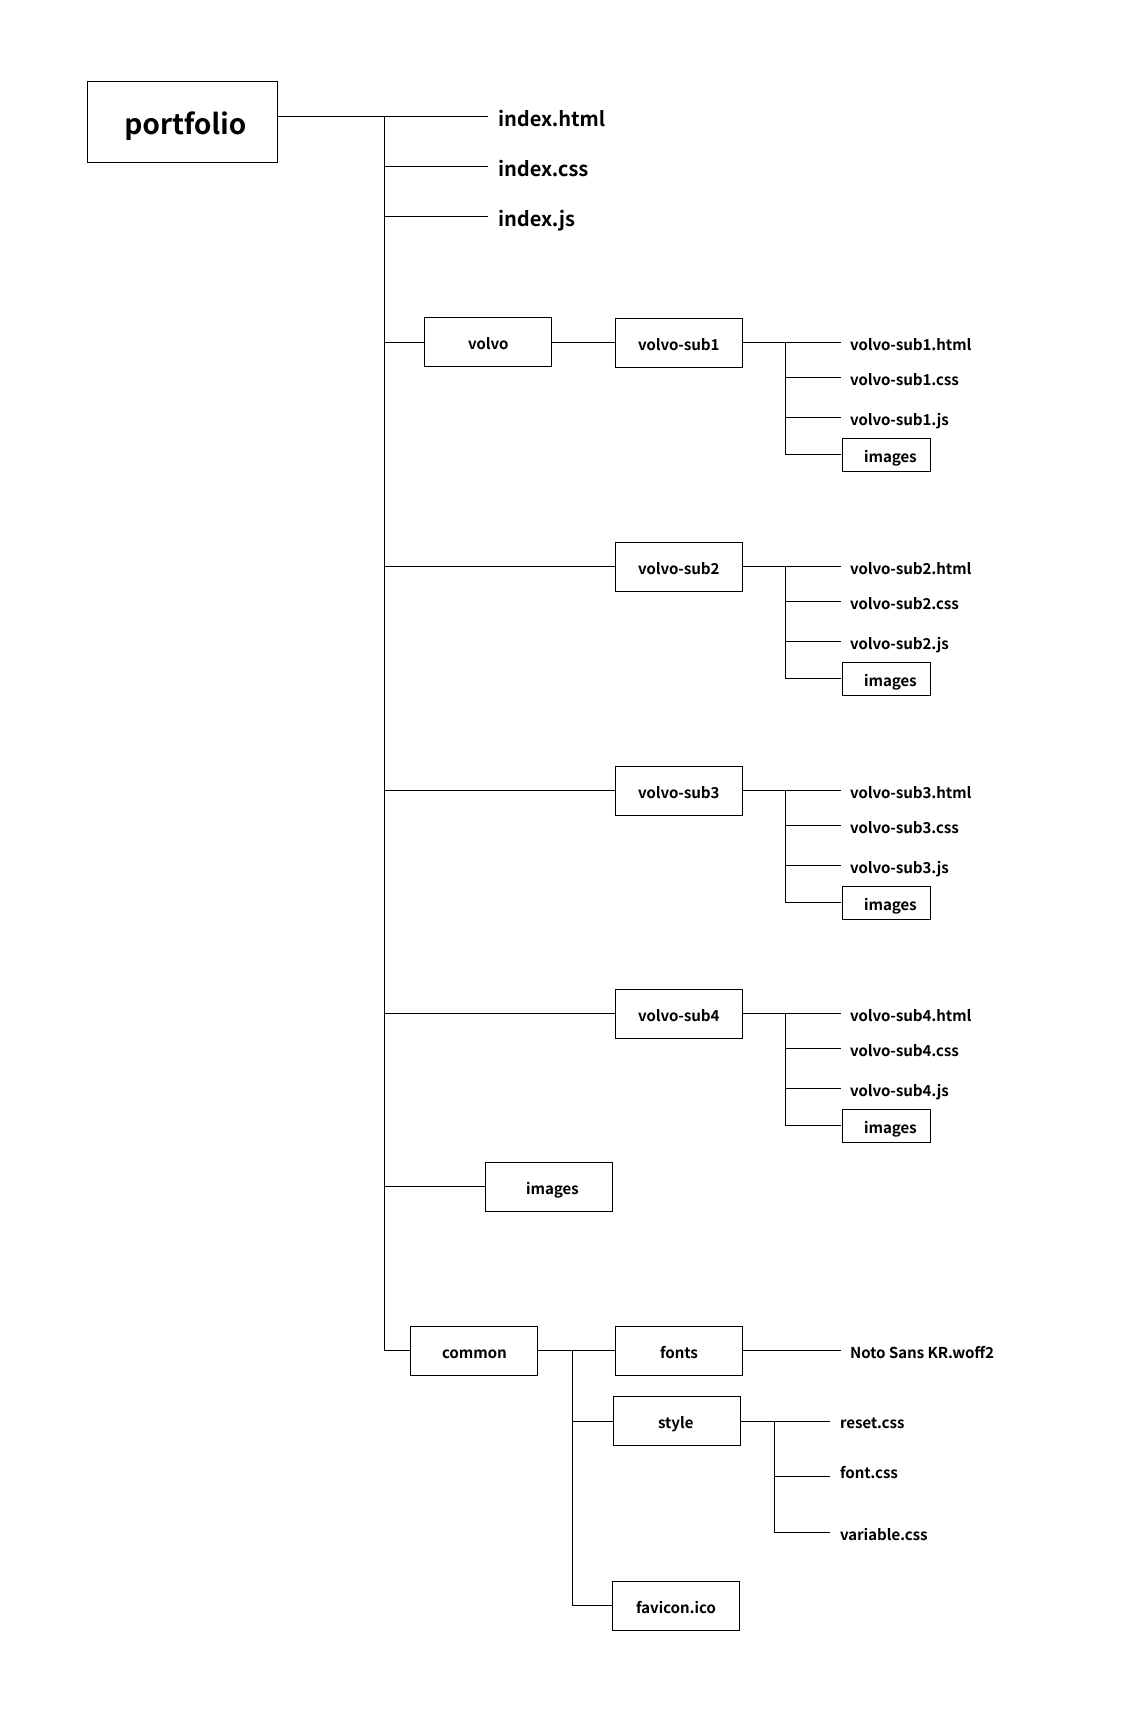 portfolio
index.html
index.css
index.js
volvo
volvo-sub1
volvo-sub1.html
volvo-sub1.css
volvo-sub1.js
images
volvo-sub2
volvo-sub2.html
volvo-sub2.css
volvo-sub2.js
images
volvo-sub3
volvo-sub3.html
volvo-sub3.css
volvo-sub3.js
images
volvo-sub4
volvo-sub4.html
volvo-sub4.css
volvo-sub4.js
images
images
common
fonts
Noto Sans KR.woff2
style
reset.css
font.css
variable.css
favicon.ico